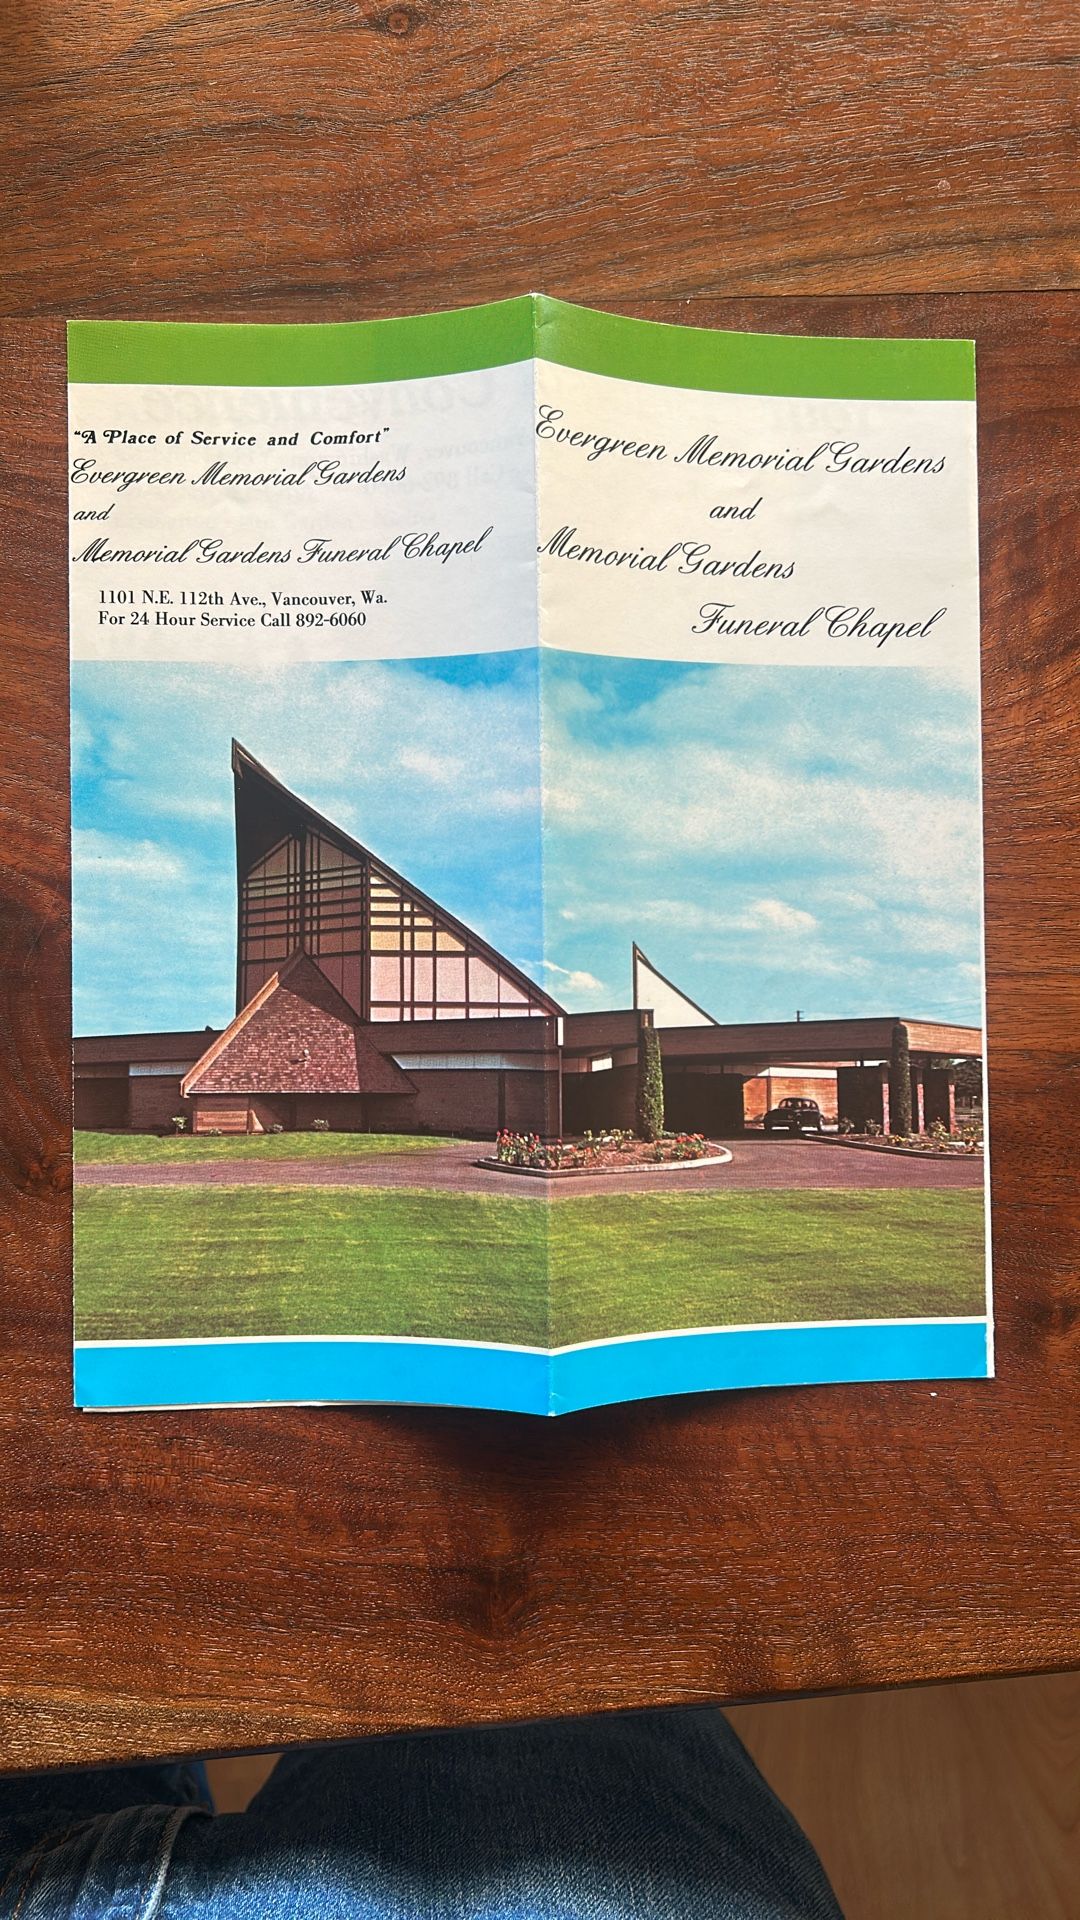 "A Place of Service and Comfort"
Evergreen Memorial Gardens
and
Memorial Gardens Funeral Chapel
1101 N.E. 112th Ave., Vancouver, Wa.
For 24 Hour Service Call 892-6060
Evergreen Memorial Gardens
and
Memorial Gardens
Funeral Chapel